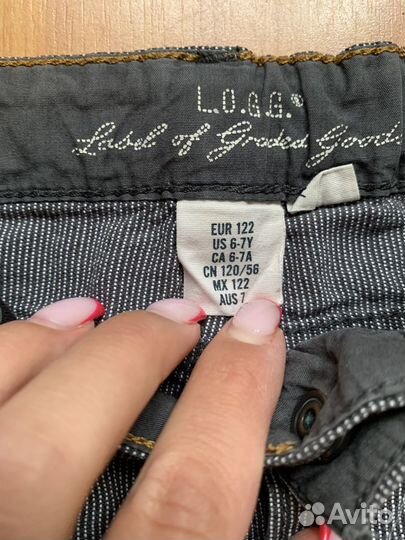 L.O.G.G.®
Label of Graded Goods
EUR 122
US 6-7Y
CA 6-7A
CN 120/56
MX 122
AUS 7
Avito